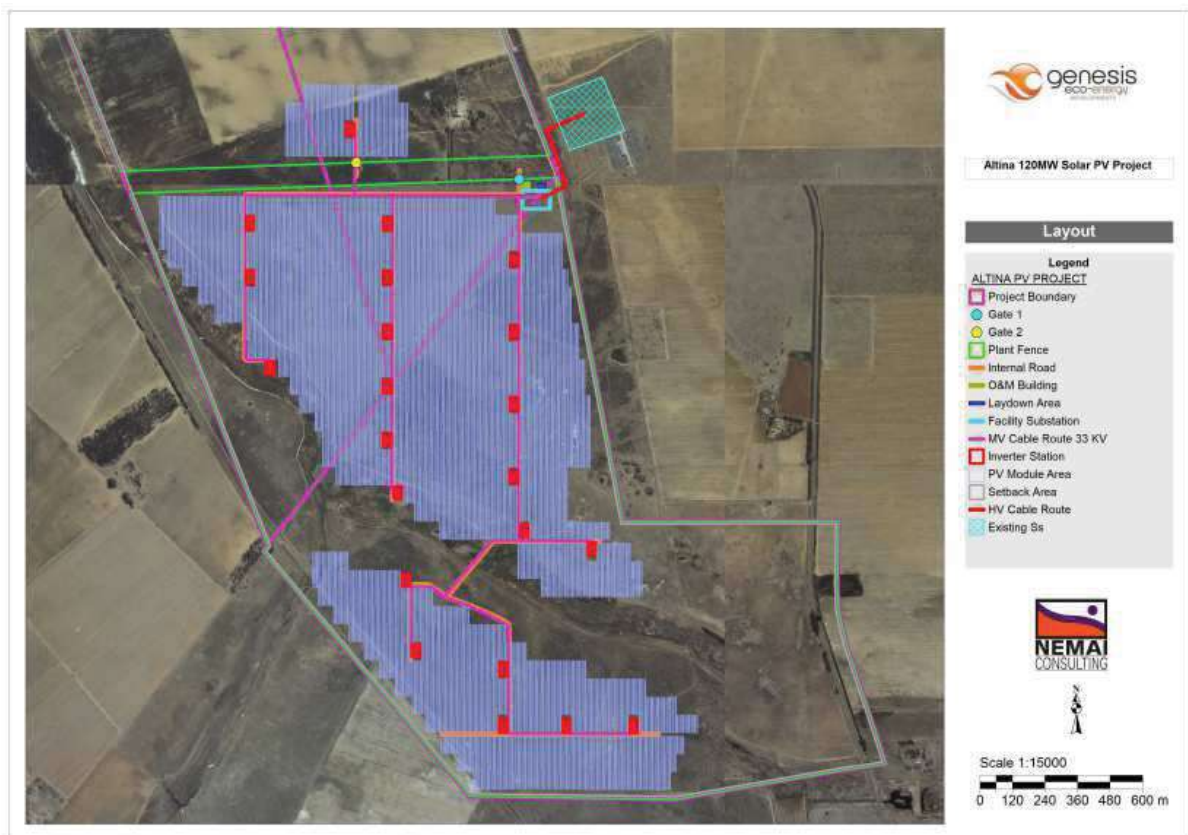 genesis
eco-energy
DEVELOPMENTS
Altina 120MW Solar PV Project
Layout
Legend
ALTINA PV PROJECT
Project Boundary
Gate 1
Gate 2
Plant Fence
Internal Road
O&M Building
Laydown Area
Facility Substation
MV Cable Route 33 KV
Inverter Station
PV Module Area
Setback Area
HV Cable Route
Existing Ss
NEMAI
CONSULTING
N
Scale 1:15000
0 120 240 360 480 600 m